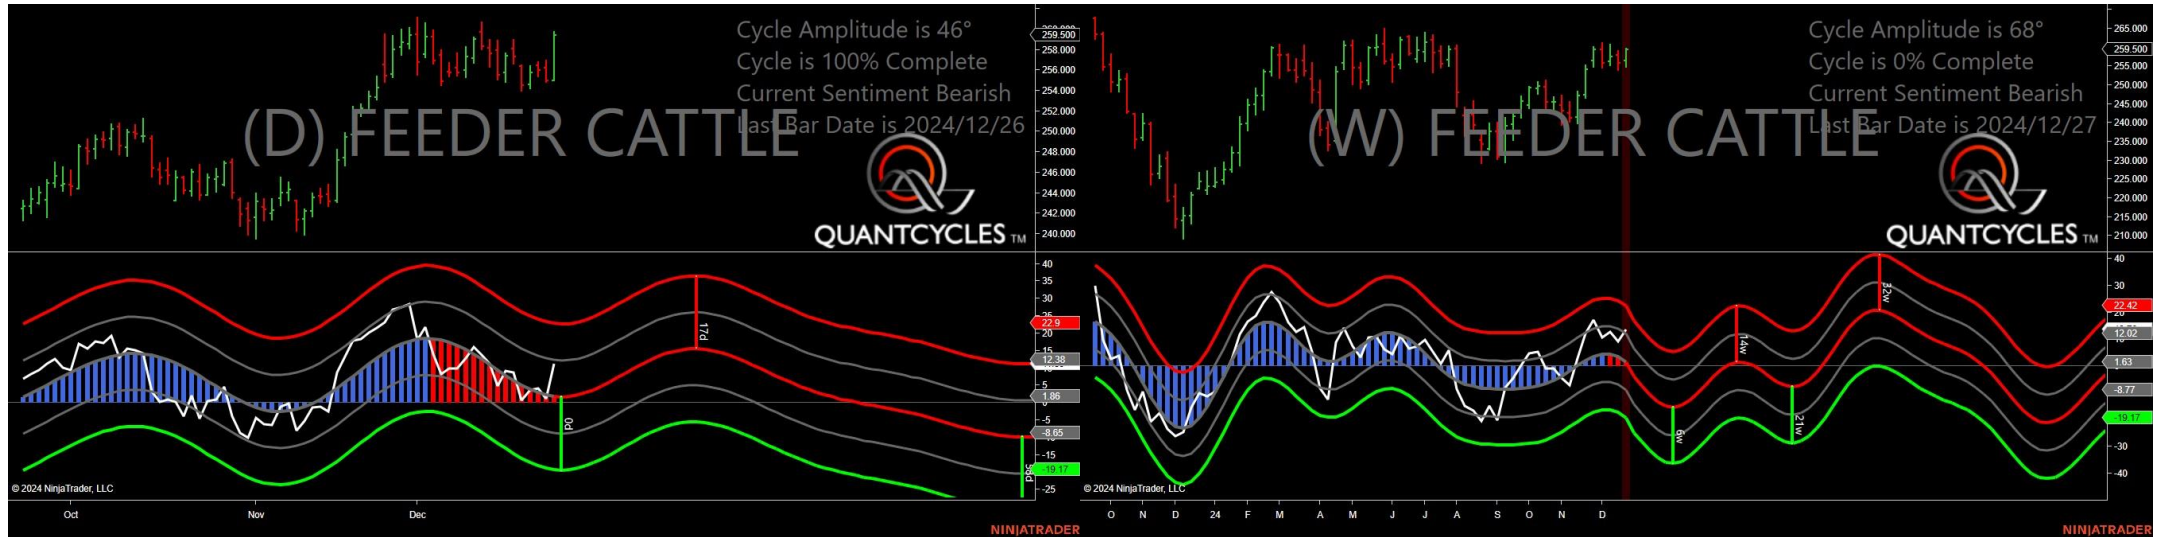 Cycle Amplitude is 46°
Cycle is 100% Complete
Current Sentiment Bearish
Last Bar Date is 2024/12/26
(D) FEEDER CATTLE
QUANTCYCLES TM
259.500
258.000
256.000
254.000
252.000
250.000
248.000
246.000
244.000
242.000
240.000
40
35
30
25
22.9
20
15
12.38
5
1.86
-5
-8.65
-15
-19.17
-25
17d
0d
© 2024 NinjaTrader, LLC
Oct Nov Dec
NINJATRADER
Cycle Amplitude is 68°
Cycle is 0% Complete
Current Sentiment Bearish
Last Bar Date is 2024/12/27
(W) FEEDER CATTLE
QUANTCYCLES TM
265.000
259.500
255.000
250.000
245.000
240.000
235.000
230.000
225.000
220.000
215.000
210.000
40
30
22.42
20
12.02
1.63
-8.77
-19.17
-30
-40
6w
14w
21w
32w
© 2024 NinjaTrader, LLC
O N D 24 F M A M J J A S O N D
NINJATRADER